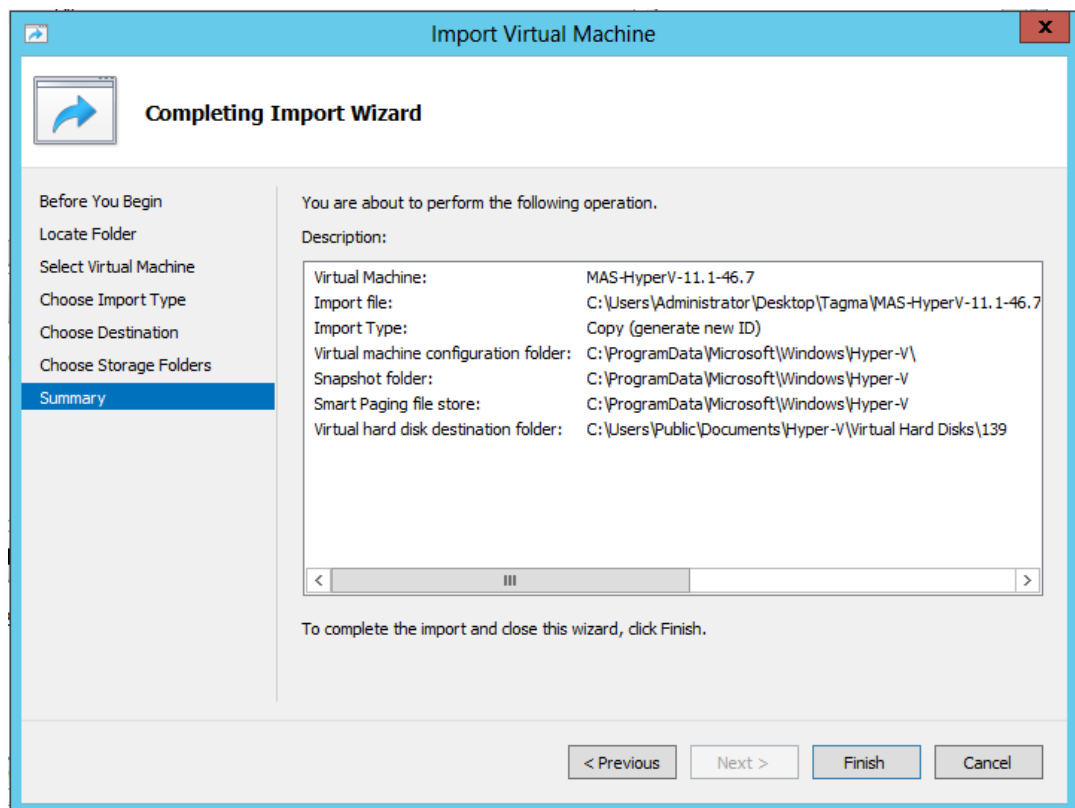 Import Virtual Machine
x
Completing Import Wizard
Before You Begin
Locate Folder
Select Virtual Machine
Choose Import Type
Choose Destination
Choose Storage Folders
Summary
You are about to perform the following operation.
Description:
Virtual Machine: MAS-HyperV-11.1-46.7
Import file: C:\Users\Administrator\Desktop\Tagma\MAS-HyperV-11.1-46.7
Import Type: Copy (generate new ID)
Virtual machine configuration folder: C:\ProgramData\Microsoft\Windows\Hyper-V\
Snapshot folder: C:\ProgramData\Microsoft\Windows\Hyper-V
Smart Paging file store: C:\ProgramData\Microsoft\Windows\Hyper-V
Virtual hard disk destination folder: C:\Users\Public\Documents\Hyper-V\Virtual Hard Disks\139
To complete the import and close this wizard, click Finish.
< Previous
Next >
Finish
Cancel